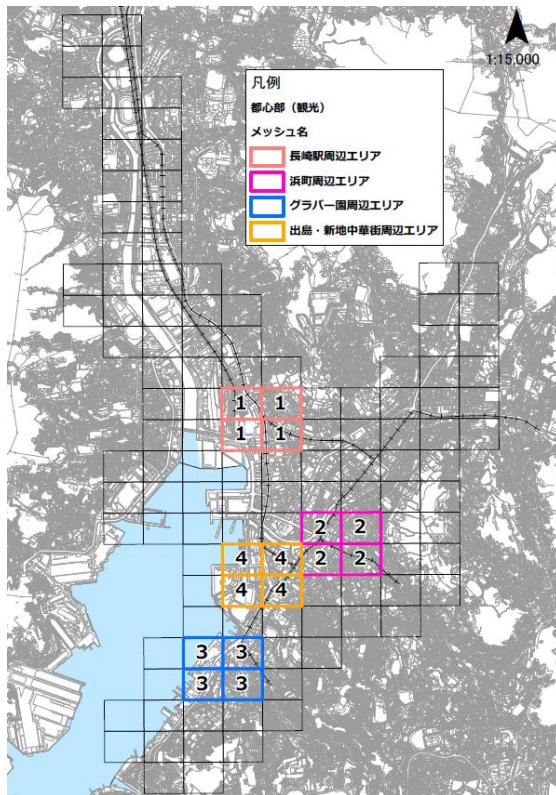 1:15,000
凡例
都心部（観光）
メッシュ名
長崎駅周辺エリア
浜町周辺エリア
グラバー園周辺エリア
出島・新地中華街周辺エリア
1 1
1 1
2 2
4 4 2 2
4 4
3 3
3 3